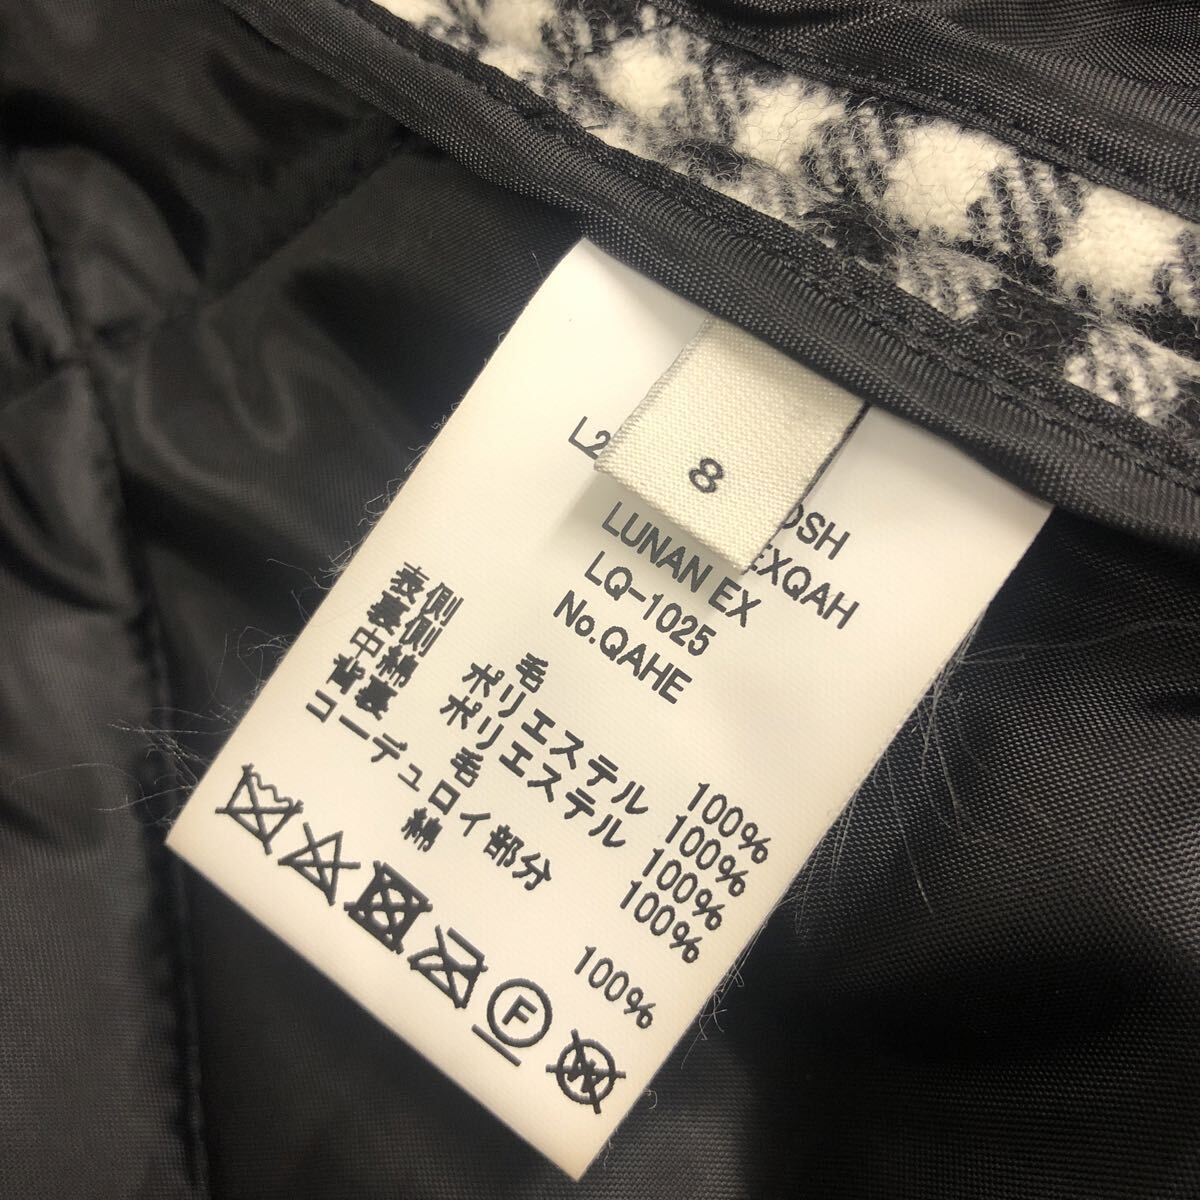 8
OSH
L2 EXQAH
LUNAN EX
LQ-1025
No.QAHE
表側 毛 100%
裏側 ポリエステル 100%
中綿 ポリエステル 100%
背裏 毛 100%
コーデュロイ部分
綿 100%
F
W